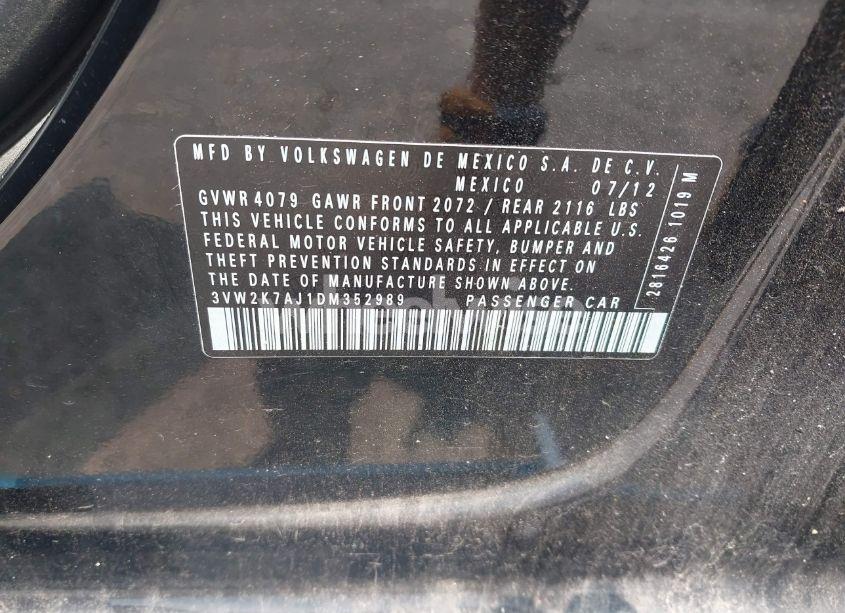 MFD BY VOLKSWAGEN DE MEXICO S.A. DE C.V.
MEXICO 07/12
GVWR 4079 GAWR FRONT 2072 / REAR 2116 LBS
THIS VEHICLE CONFORMS TO ALL APPLICABLE U.S.
FEDERAL MOTOR VEHICLE SAFETY, BUMPER AND
THEFT PREVENTION STANDARDS IN EFFECT ON
THE DATE OF MANUFACTURE SHOWN ABOVE.
3VW2K7AJ1DM352989 PASSENGER CAR
2816426 1019 M